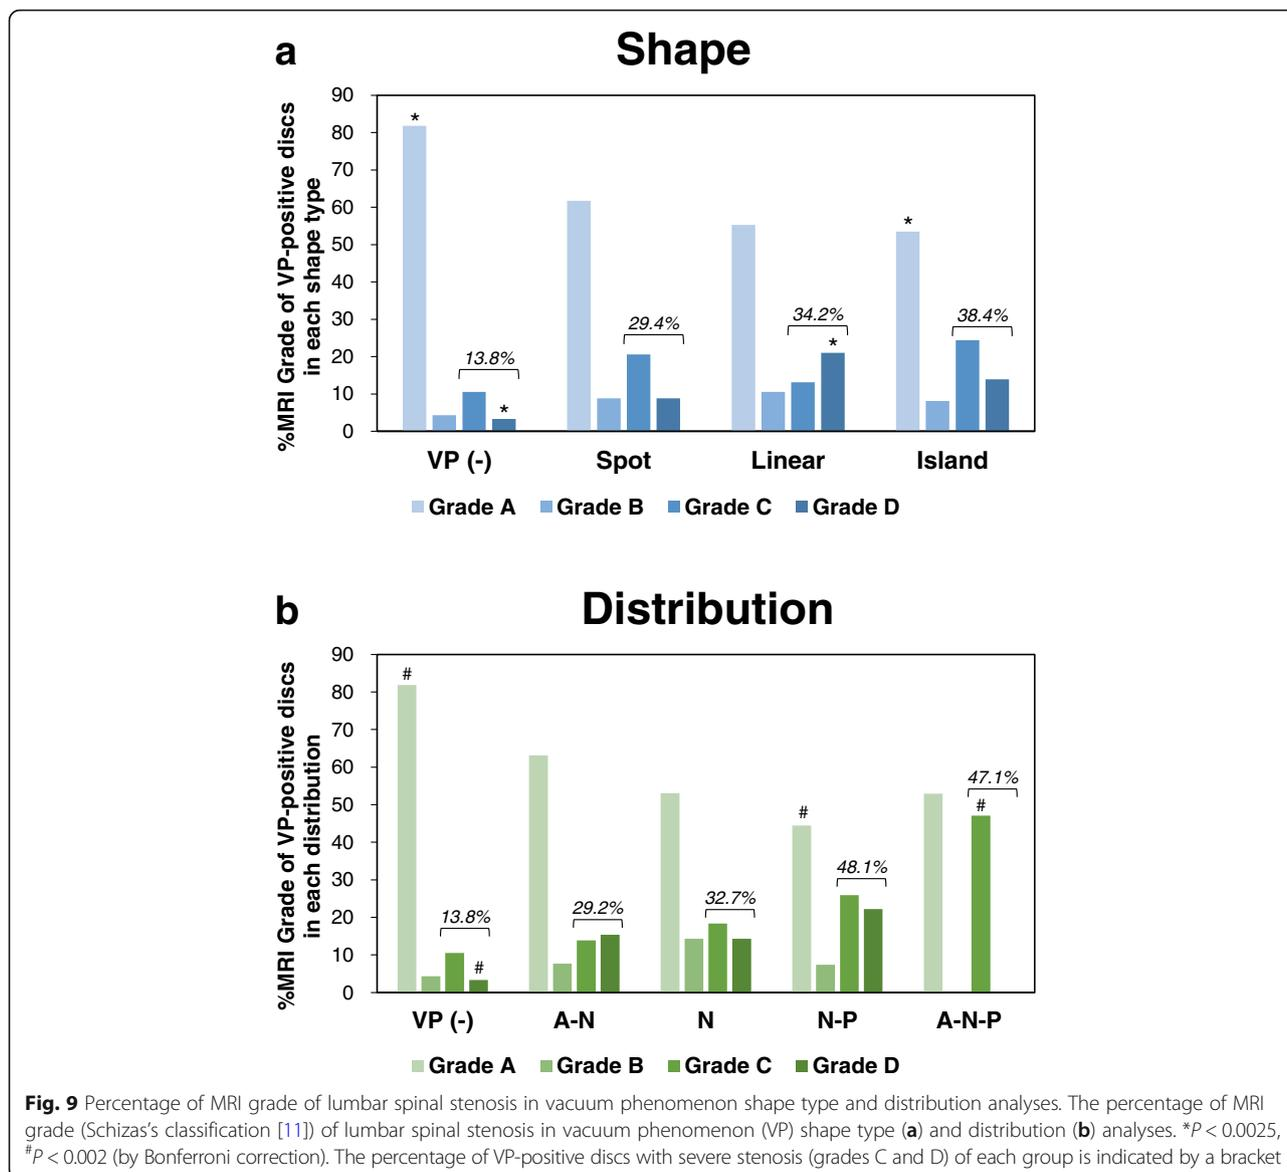 a
Shape
%MRI Grade of VP-positive discs
in each shape type
90
80
70
60
50
40
30
20
10
0
*
13.8%
*
29.4%
34.2%
*
*
38.4%
VP (-)
Spot
Linear
Island
Grade A
Grade B
Grade C
Grade D
b
Distribution
%MRI Grade of VP-positive discs
in each distribution
90
80
70
60
50
40
30
20
10
0
#
13.8%
#
29.2%
32.7%
#
48.1%
47.1%
#
VP (-)
A-N
N
N-P
A-N-P
Grade A
Grade B
Grade C
Grade D
Fig. 9 Percentage of MRI grade of lumbar spinal stenosis in vacuum phenomenon shape type and distribution analyses. The percentage of MRI
grade (Schizas's classification [11]) of lumbar spinal stenosis in vacuum phenomenon (VP) shape type (a) and distribution (b) analyses. *P < 0.0025,
#P < 0.002 (by Bonferroni correction). The percentage of VP-positive discs with severe stenosis (grades C and D) of each group is indicated by a bracket